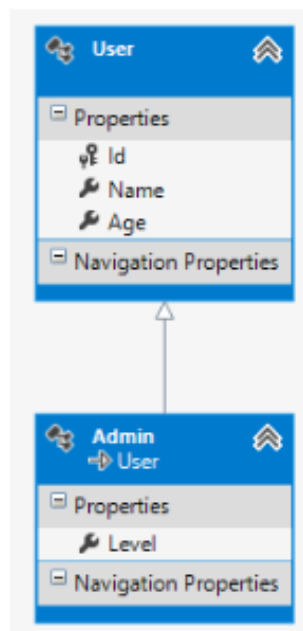 User
Properties
Id
Name
Age
Navigation Properties
Admin
User
Properties
Level
Navigation Properties